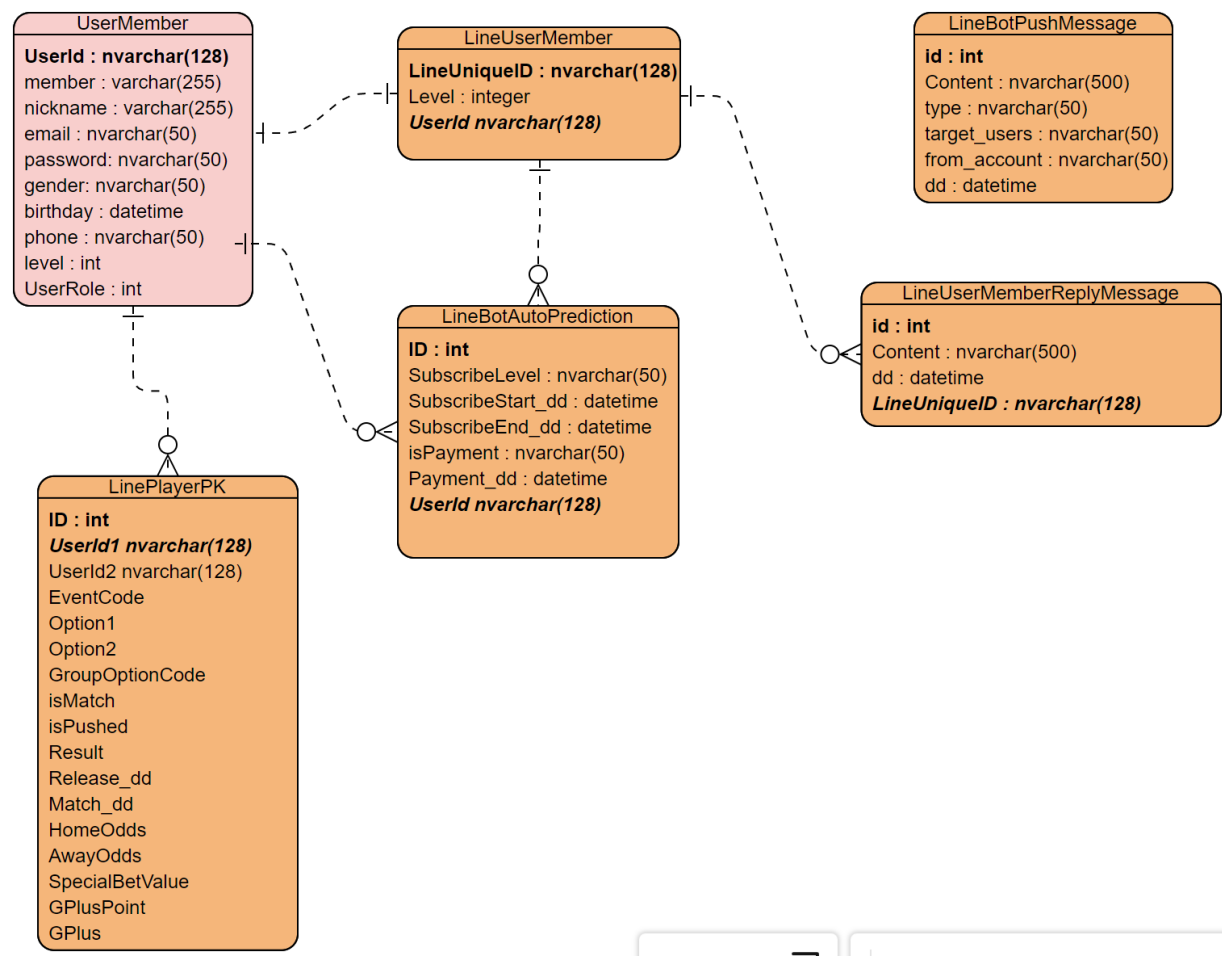 UserMember
UserId : nvarchar(128)
member : varchar(255)
nickname : varchar(255)
email : nvarchar(50)
password: nvarchar(50)
gender: nvarchar(50)
birthday : datetime
phone : nvarchar(50)
level : int
UserRole : int
LineUserMember
LineUniqueID : nvarchar(128)
Level : integer
UserId nvarchar(128)
LineBotPushMessage
id : int
Content : nvarchar(500)
type : nvarchar(50)
target_users : nvarchar(50)
from_account : nvarchar(50)
dd : datetime
LineUserMemberReplyMessage
id : int
Content : nvarchar(500)
dd : datetime
LineUniqueID : nvarchar(128)
LineBotAutoPrediction
ID : int
SubscribeLevel : nvarchar(50)
SubscribeStart_dd : datetime
SubscribeEnd_dd : datetime
isPayment : nvarchar(50)
Payment_dd : datetime
UserId nvarchar(128)
LinePlayerPK
ID : int
UserId1 nvarchar(128)
UserId2 nvarchar(128)
EventCode
Option1
Option2
GroupOptionCode
isMatch
isPushed
Result
Release_dd
Match_dd
HomeOdds
AwayOdds
SpecialBetValue
GPlusPoint
GPlus